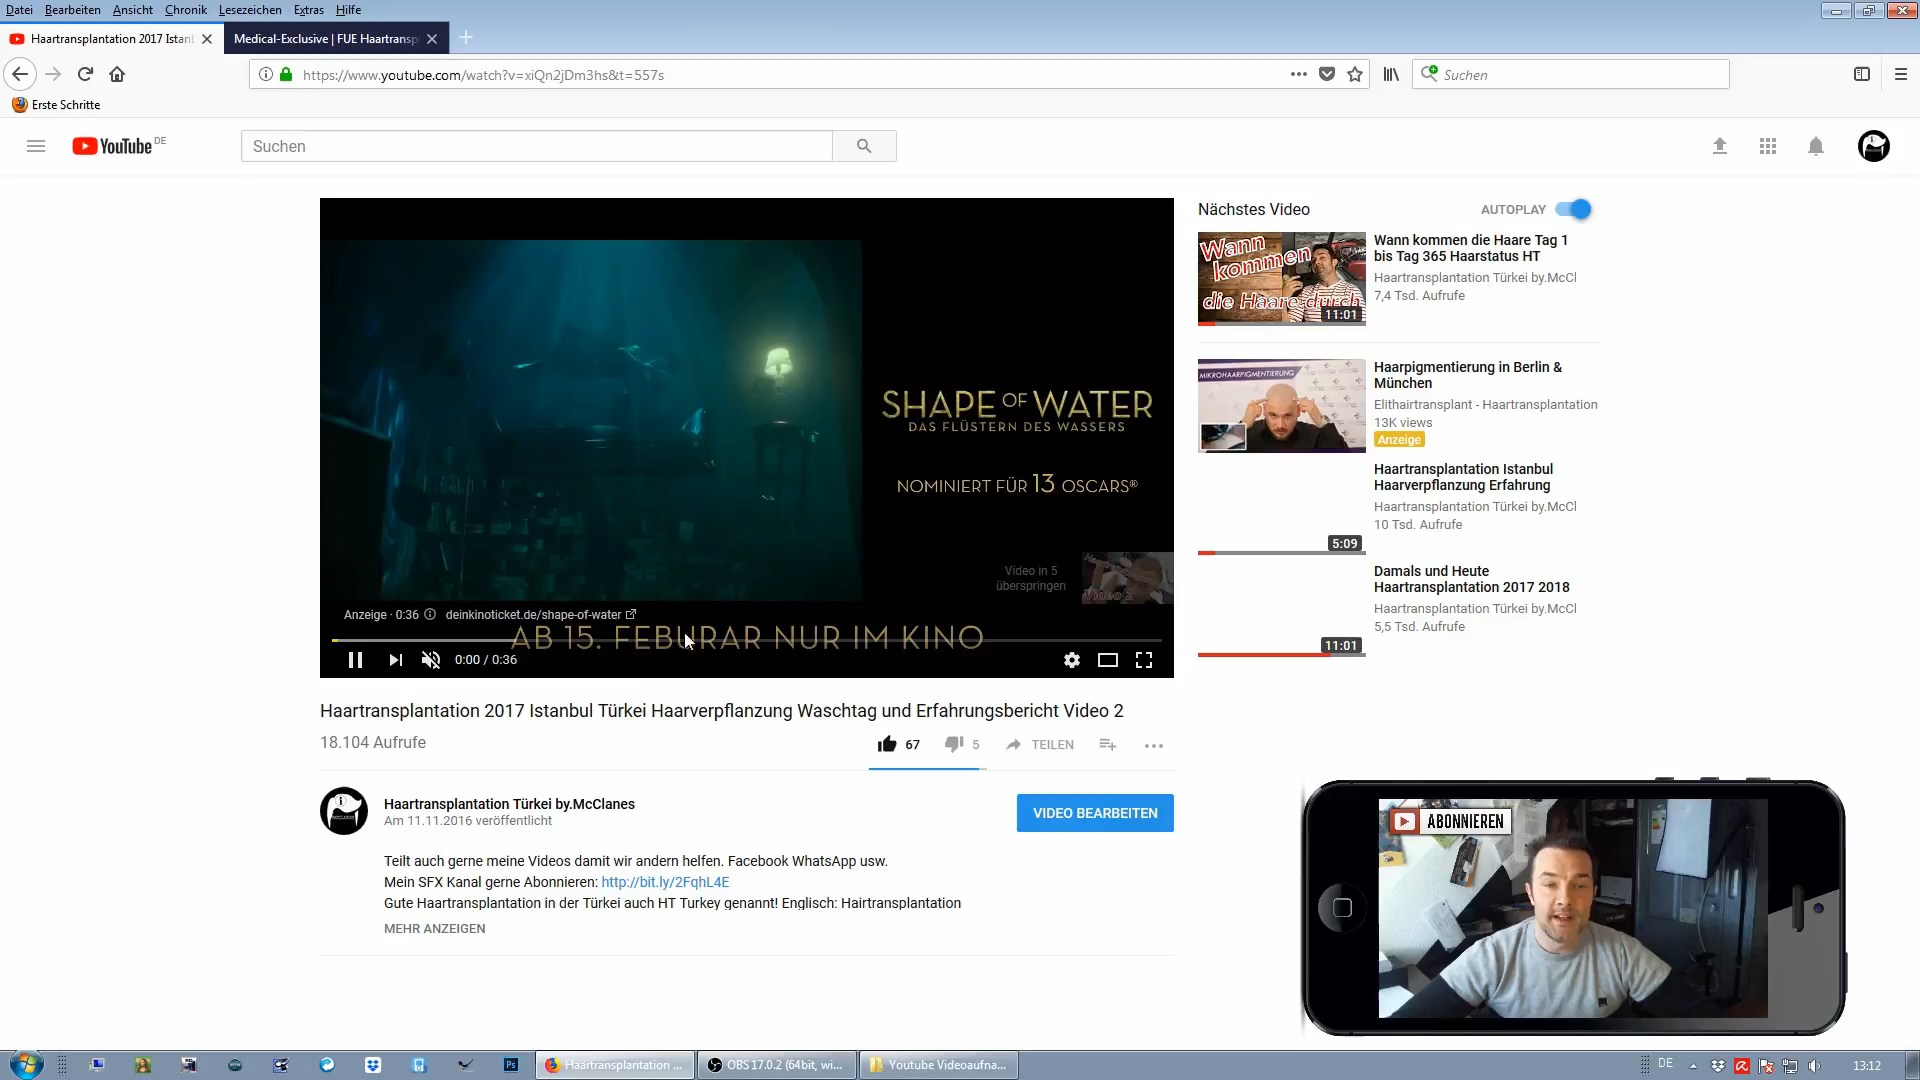 Datei Bearbeiten Ansicht Chronik Lesezeichen Extras Hilfe
Haartransplantation 2017 Istan
Medical-Exclusive | FUE Haartransp
https://www.youtube.com/watch?v=xiQn2jDm3hs&t=557s
Suchen
Erste Schritte
YouTube DE
Suchen
SHAPE OF WATER
DAS FLÜSTERN DES WASSERS
NOMINIERT FÜR 13 OSCARS®
Video in 5
überspringen
Video 2
Anzeige · 0:36 deinkinoticket.de/shape-of-water
AB 15. FEBURAR NUR IM KINO
0:00 / 0:36
Haartransplantation 2017 Istanbul Türkei Haarverpflanzung Waschtag und Erfahrungsbericht Video 2
18.104 Aufrufe
67 5 TEILEN
Haartransplantation Türkei by.McClanes
Am 11.11.2016 veröffentlicht
VIDEO BEARBEITEN
Teilt auch gerne meine Videos damit wir andern helfen. Facebook WhatsApp usw.
Mein SFX Kanal gerne Abonnieren: http://bit.ly/2FqhL4E
Gute Haartransplantation in der Türkei auch HT Turkey genannt! Englisch: Hairtransplantation
MEHR ANZEIGEN
Nächstes Video AUTOPLAY
Wann
kommen
die Haare durch
11:01
Wann kommen die Haare Tag 1
bis Tag 365 Haarstatus HT
Haartransplantation Türkei by.McCl
7,4 Tsd. Aufrufe
MIKROHAARPIGMENTIERUNG
Haarpigmentierung in Berlin &
München
Elithairtransplant - Haartransplantation
13K views
Anzeige
Haartransplantation Istanbul
Haarverpflanzung Erfahrung
Haartransplantation Türkei by.McCl
10 Tsd. Aufrufe
5:09
Damals und Heute
Haartransplantation 2017 2018
Haartransplantation Türkei by.McCl
5,5 Tsd. Aufrufe
11:01
ABONNIEREN
Ps
Haartransplantation ...
OBS 17.0.2 (64bit, wi...
Youtube Videoaufna...
DE
13:12